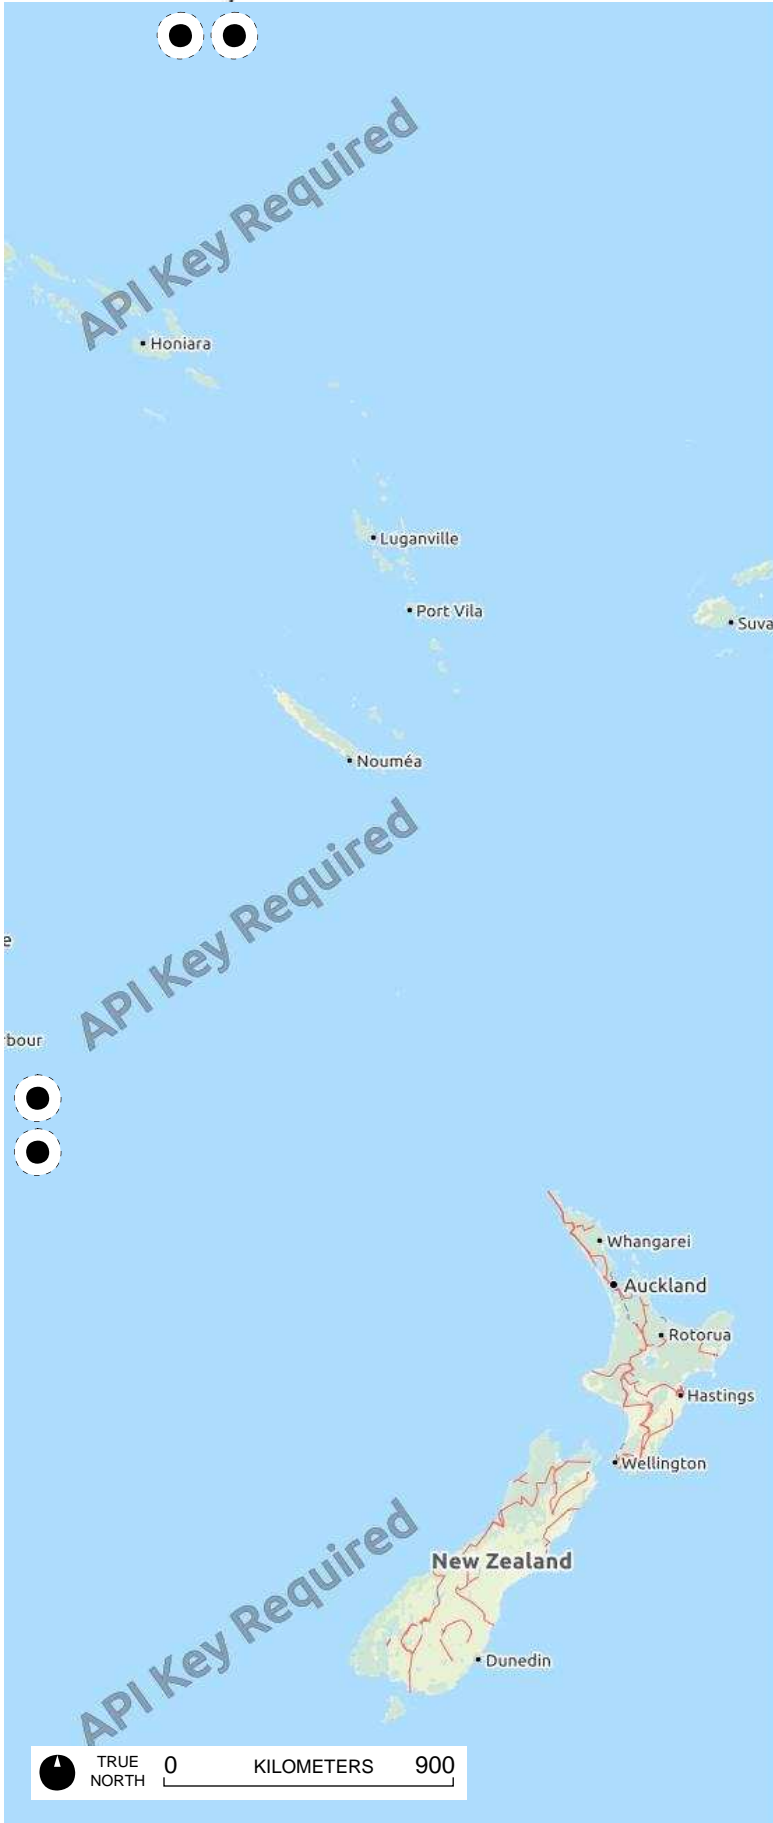 API Key Required
Honiara
Luganville
Port Vila
Suva
Nouméa
API Key Required
e
rbour
Whangarei
Auckland
Rotorua
Hastings
Wellington
API Key Required
New Zealand
Dunedin
TRUE NORTH
0 KILOMETERS 900